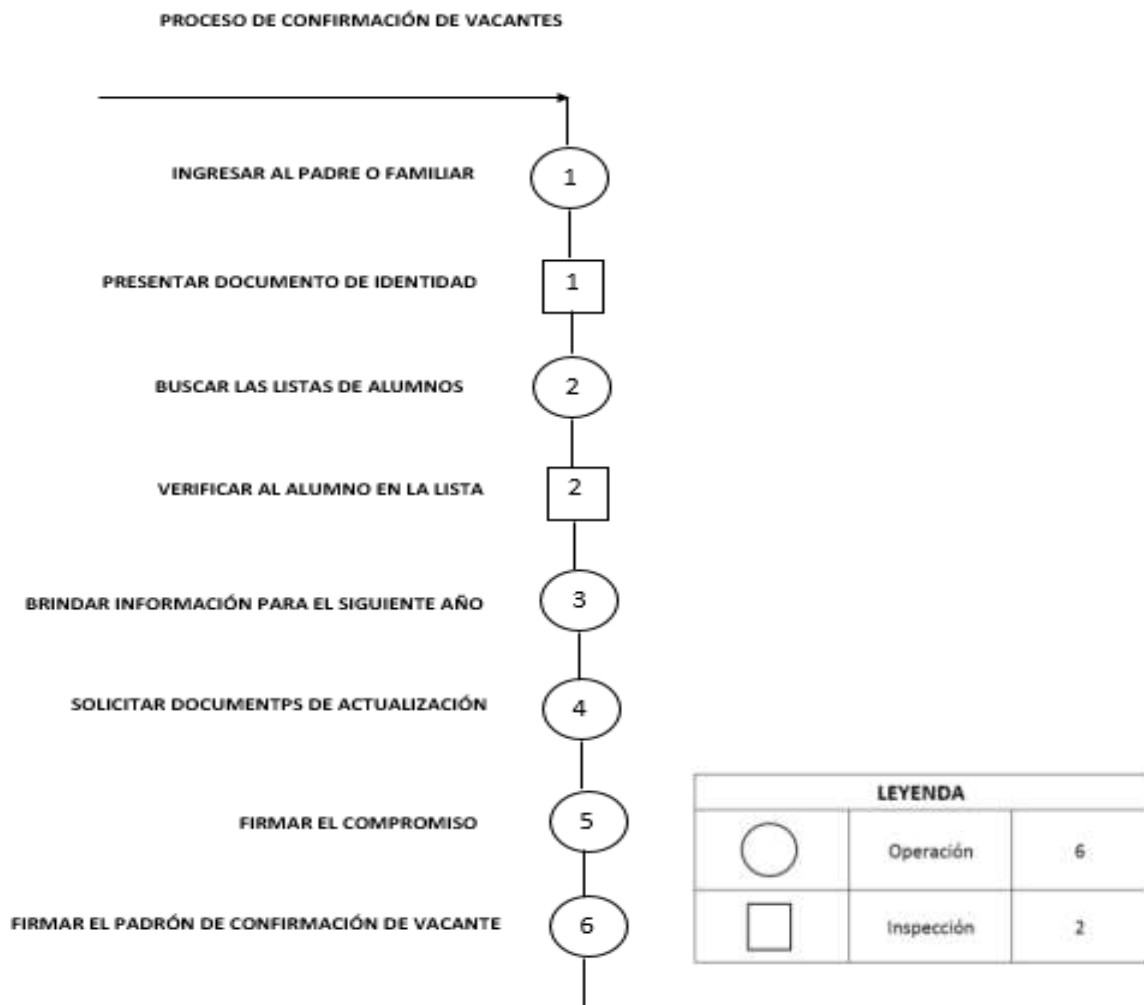 PROCESO DE CONFIRMACIÓN DE VACANTES
INGRESAR AL PADRE O FAMILIAR
1
PRESENTAR DOCUMENTO DE IDENTIDAD
1
BUSCAR LAS LISTAS DE ALUMNOS
2
VERIFICAR AL ALUMNO EN LA LISTA
2
BRINDAR INFORMACIÓN PARA EL SIGUIENTE AÑO
3
SOLICITAR DOCUMENTPS DE ACTUALIZACIÓN
4
FIRMAR EL COMPROMISO
5
FIRMAR EL PADRÓN DE CONFIRMACIÓN DE VACANTE
6
LEYENDA
Operación 6
Inspección 2